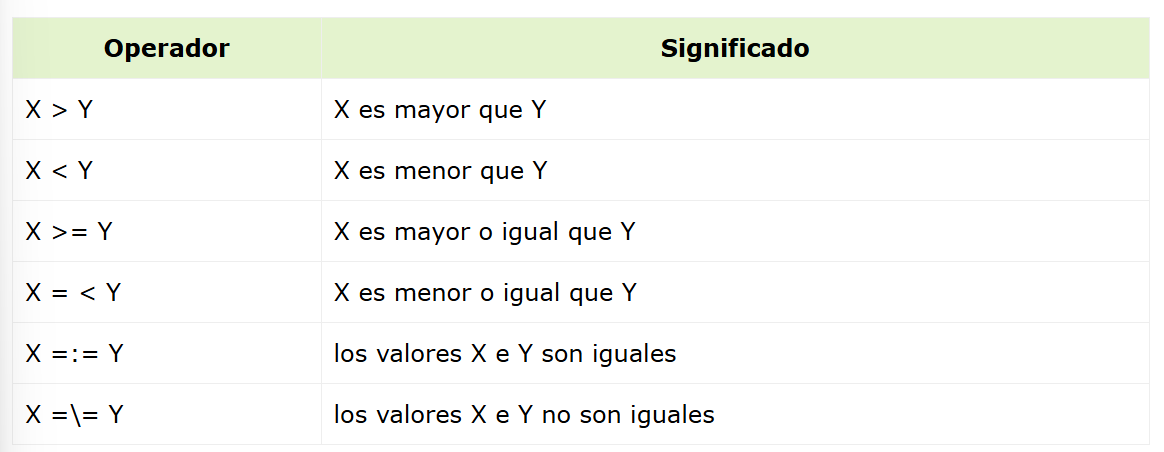 Operador Significado
X > Y X es mayor que Y
X < Y X es menor que Y
X >= Y X es mayor o igual que Y
X = < Y X es menor o igual que Y
X =:= Y los valores X e Y son iguales
X =\= Y los valores X e Y no son iguales